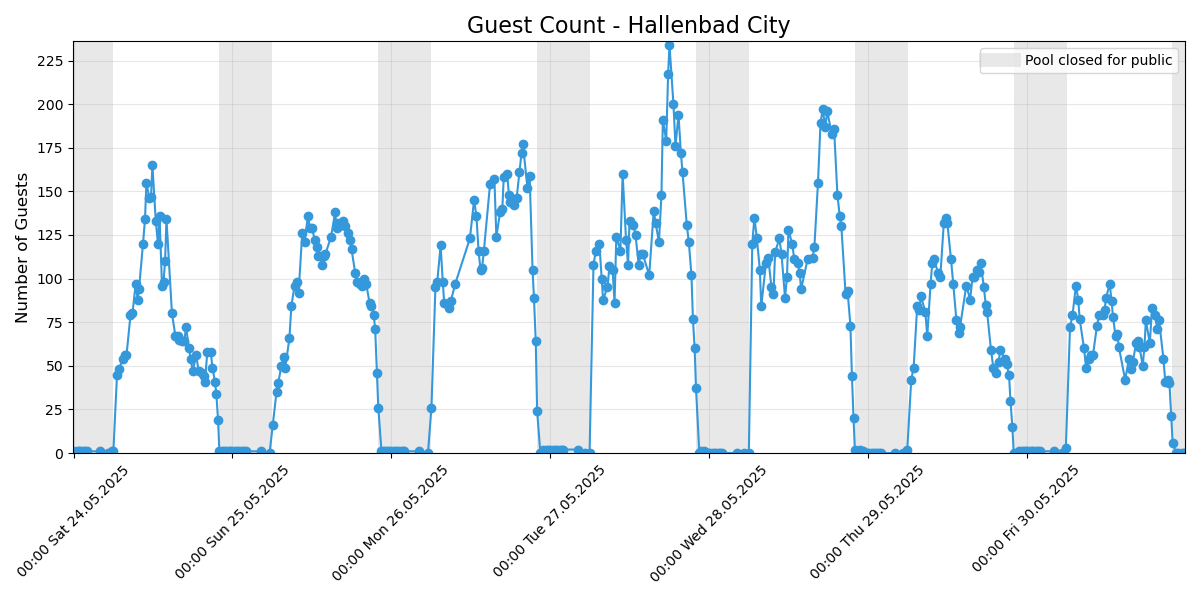 Guest Count - Hallenbad City
Pool closed for public
Number of Guests
225
200
175
150
125
100
75
50
25
0
00:00 Sat 24.05.2025
00:00 Sun 25.05.2025
00:00 Mon 26.05.2025
00:00 Tue 27.05.2025
00:00 Wed 28.05.2025
00:00 Thu 29.05.2025
00:00 Fri 30.05.2025